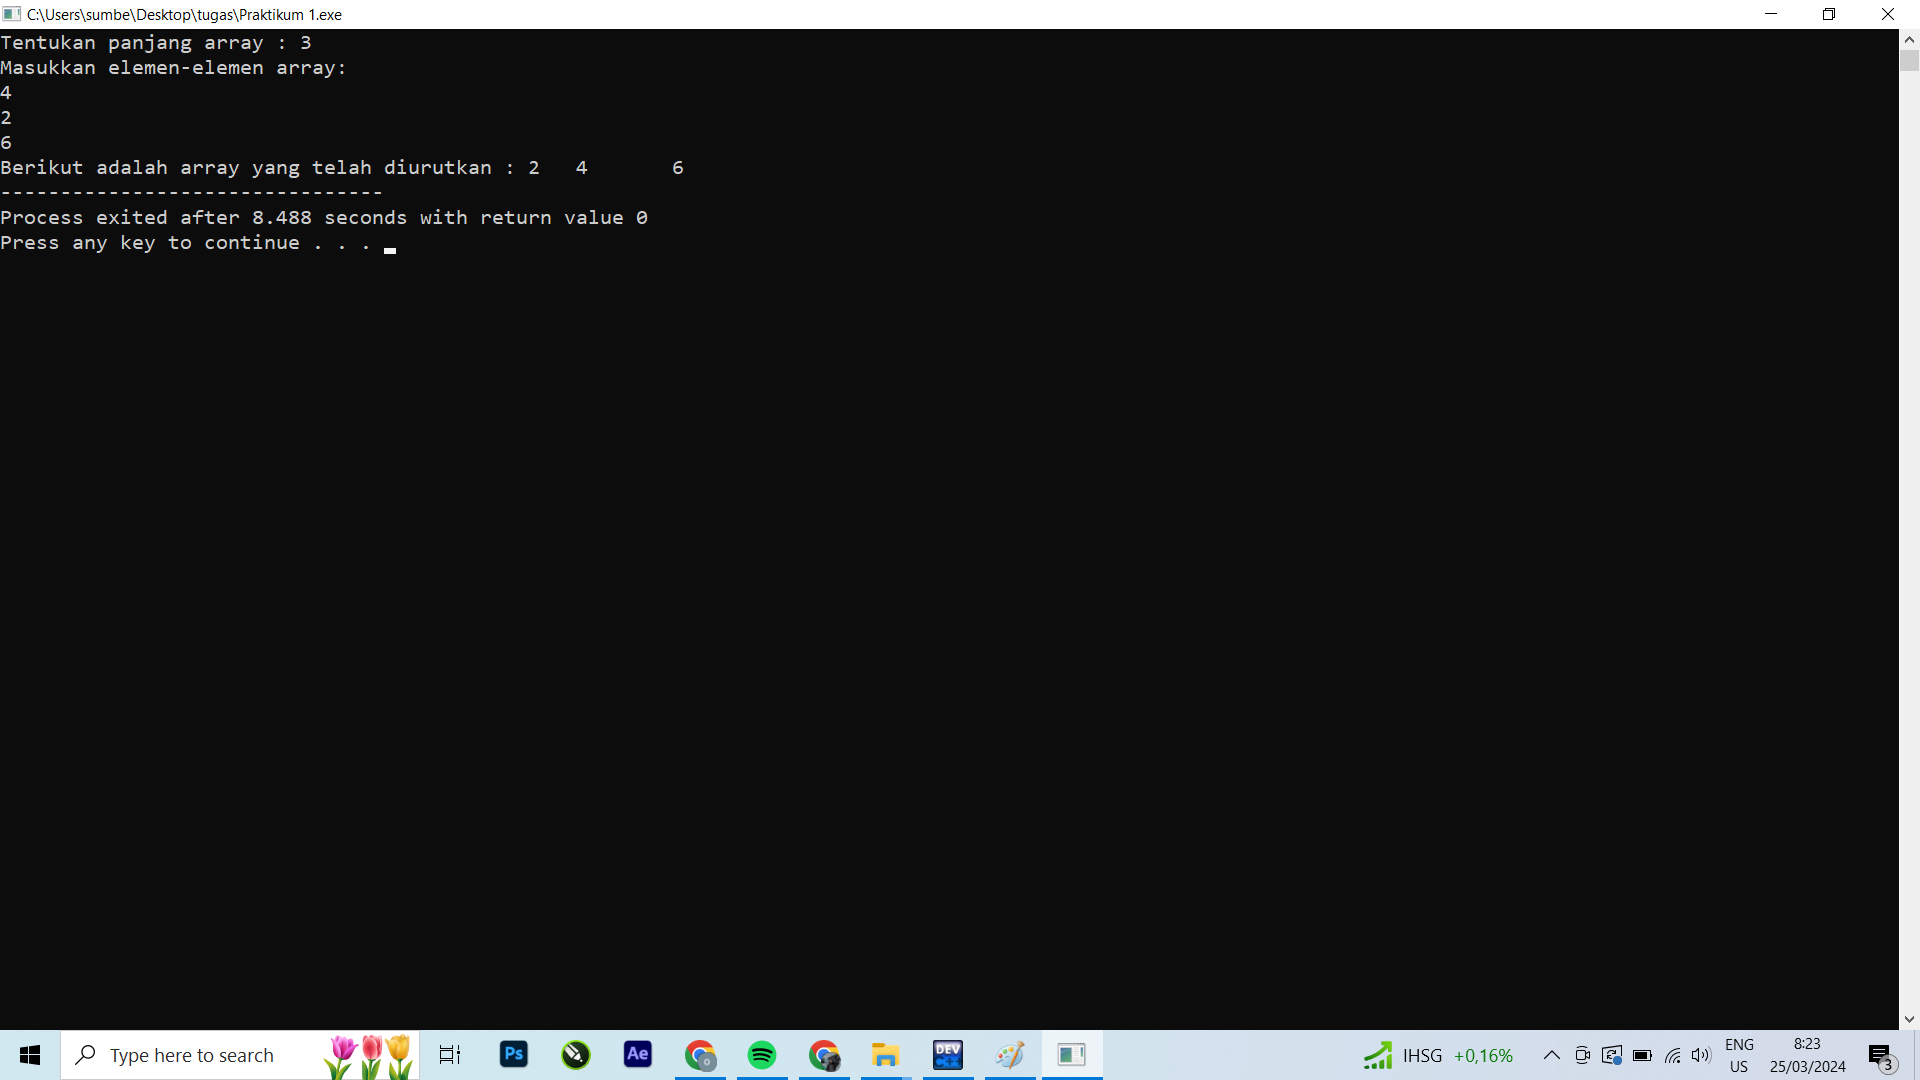 C:\Users\sumbe\Desktop\tugas\Praktikum 1.exe
Tentukan panjang array : 3
Masukkan elemen-elemen array:
4
2
6
Berikut adalah array yang telah diurutkan : 2   4       6
--------------------------------
Process exited after 8.488 seconds with return value 0
Press any key to continue . . .
Type here to search
Ps
Ae
DEV
IHSG +0,16%
ENG
US
8:23
25/03/2024
3